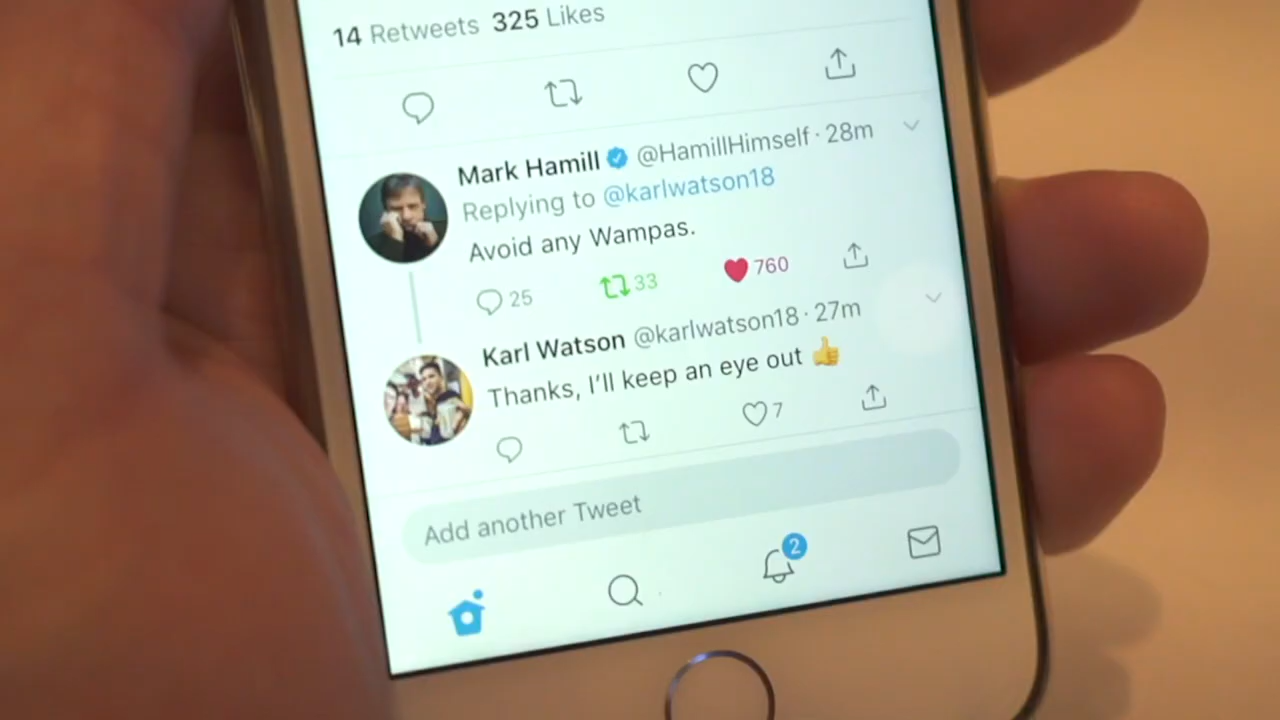 14 Retweets 325 Likes
Mark Hamill @HamillHimself · 28m
Replying to @karlwatson18
Avoid any Wampas.
25 33 760
Karl Watson @karlwatson18 · 27m
Thanks, I'll keep an eye out 👍
7
Add another Tweet
2